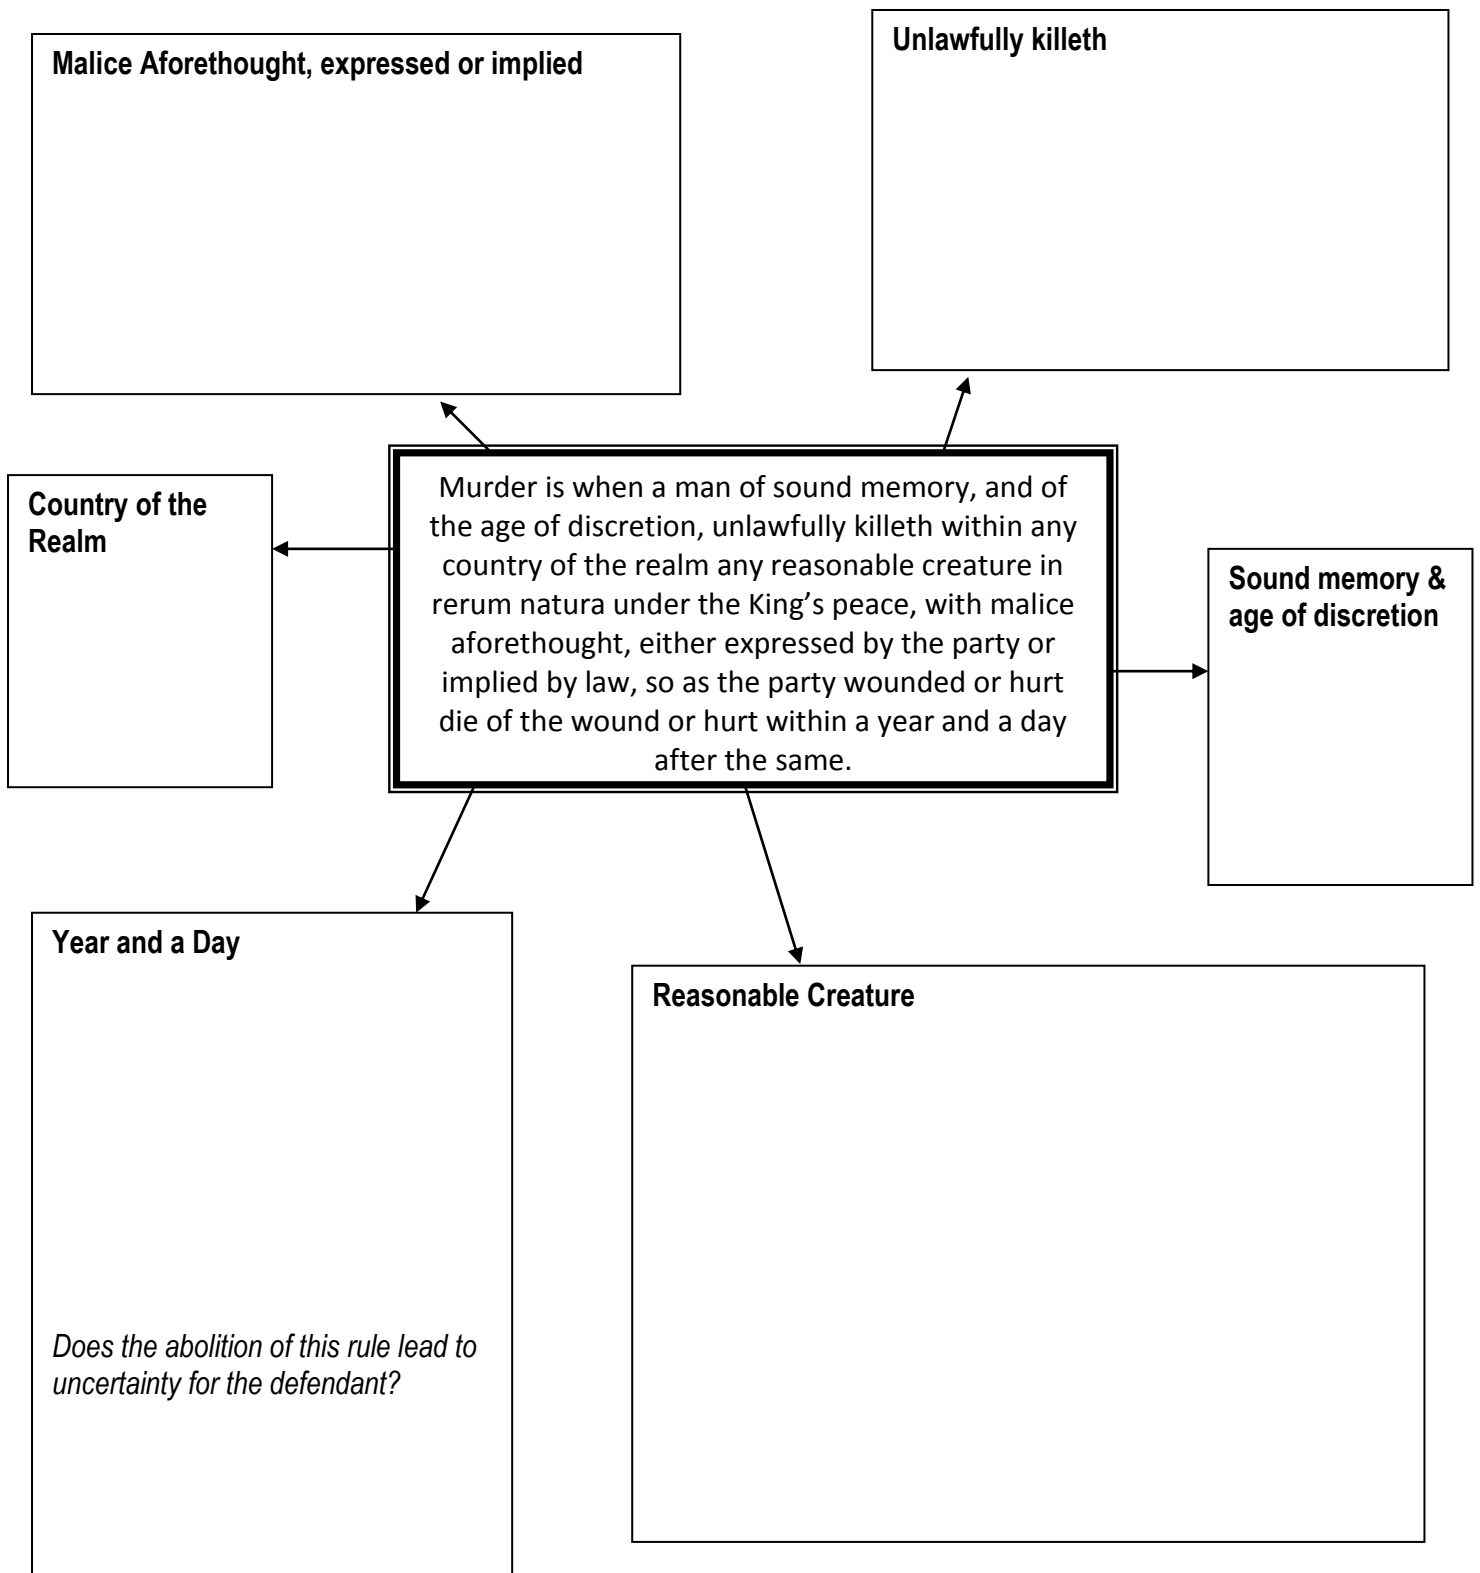 Malice Aforethought, expressed or implied
Unlawfully killeth
Country of the
Realm
Murder is when a man of sound memory, and of
the age of discretion, unlawfully killeth within any
country of the realm any reasonable creature in
rerum natura under the King’s peace, with malice
aforethought, either expressed by the party or
implied by law, so as the party wounded or hurt
die of the wound or hurt within a year and a day
after the same.
Sound memory &
age of discretion
Year and a Day
Does the abolition of this rule lead to
uncertainty for the defendant?
Reasonable Creature